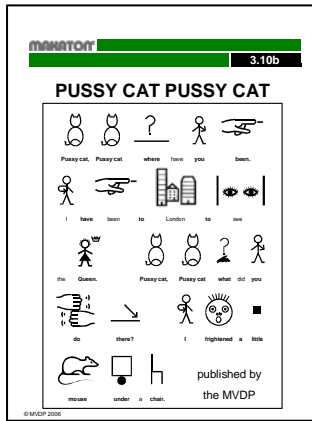 MAKATON
3.10b
PUSSY CAT PUSSY CAT
?
Pussy cat, Pussy cat where have you been.
I have been to London to see
?
the Queen. Pussy cat, Pussy cat what did you
do there? I frightened a little
mouse under a chair.
published by
the MVDP
© MVDP 2006